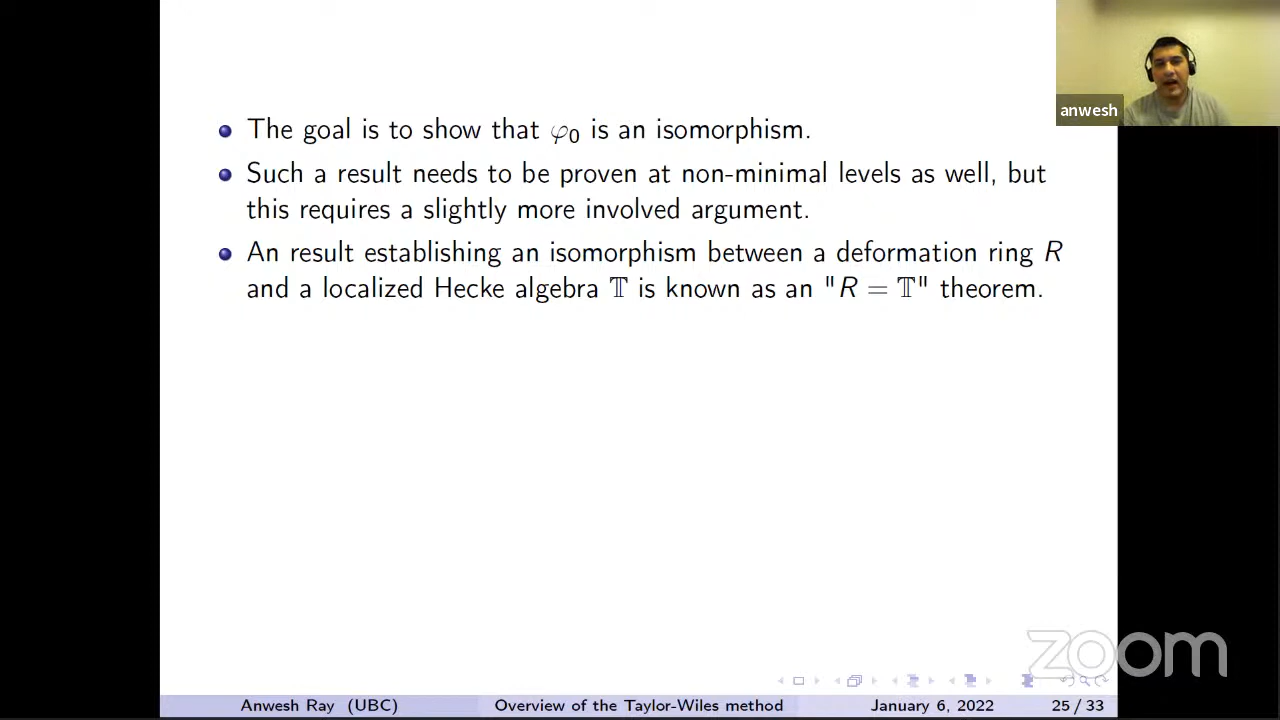 The goal is to show that φ₀ is an isomorphism.
Such a result needs to be proven at non-minimal levels as well, but
this requires a slightly more involved argument.
An result establishing an isomorphism between a deformation ring R
and a localized Hecke algebra 𝕋 is known as an "R = 𝕋" theorem.
anwesh
zoom
Anwesh Ray (UBC) Overview of the Taylor-Wiles method January 6, 2022 25 / 33